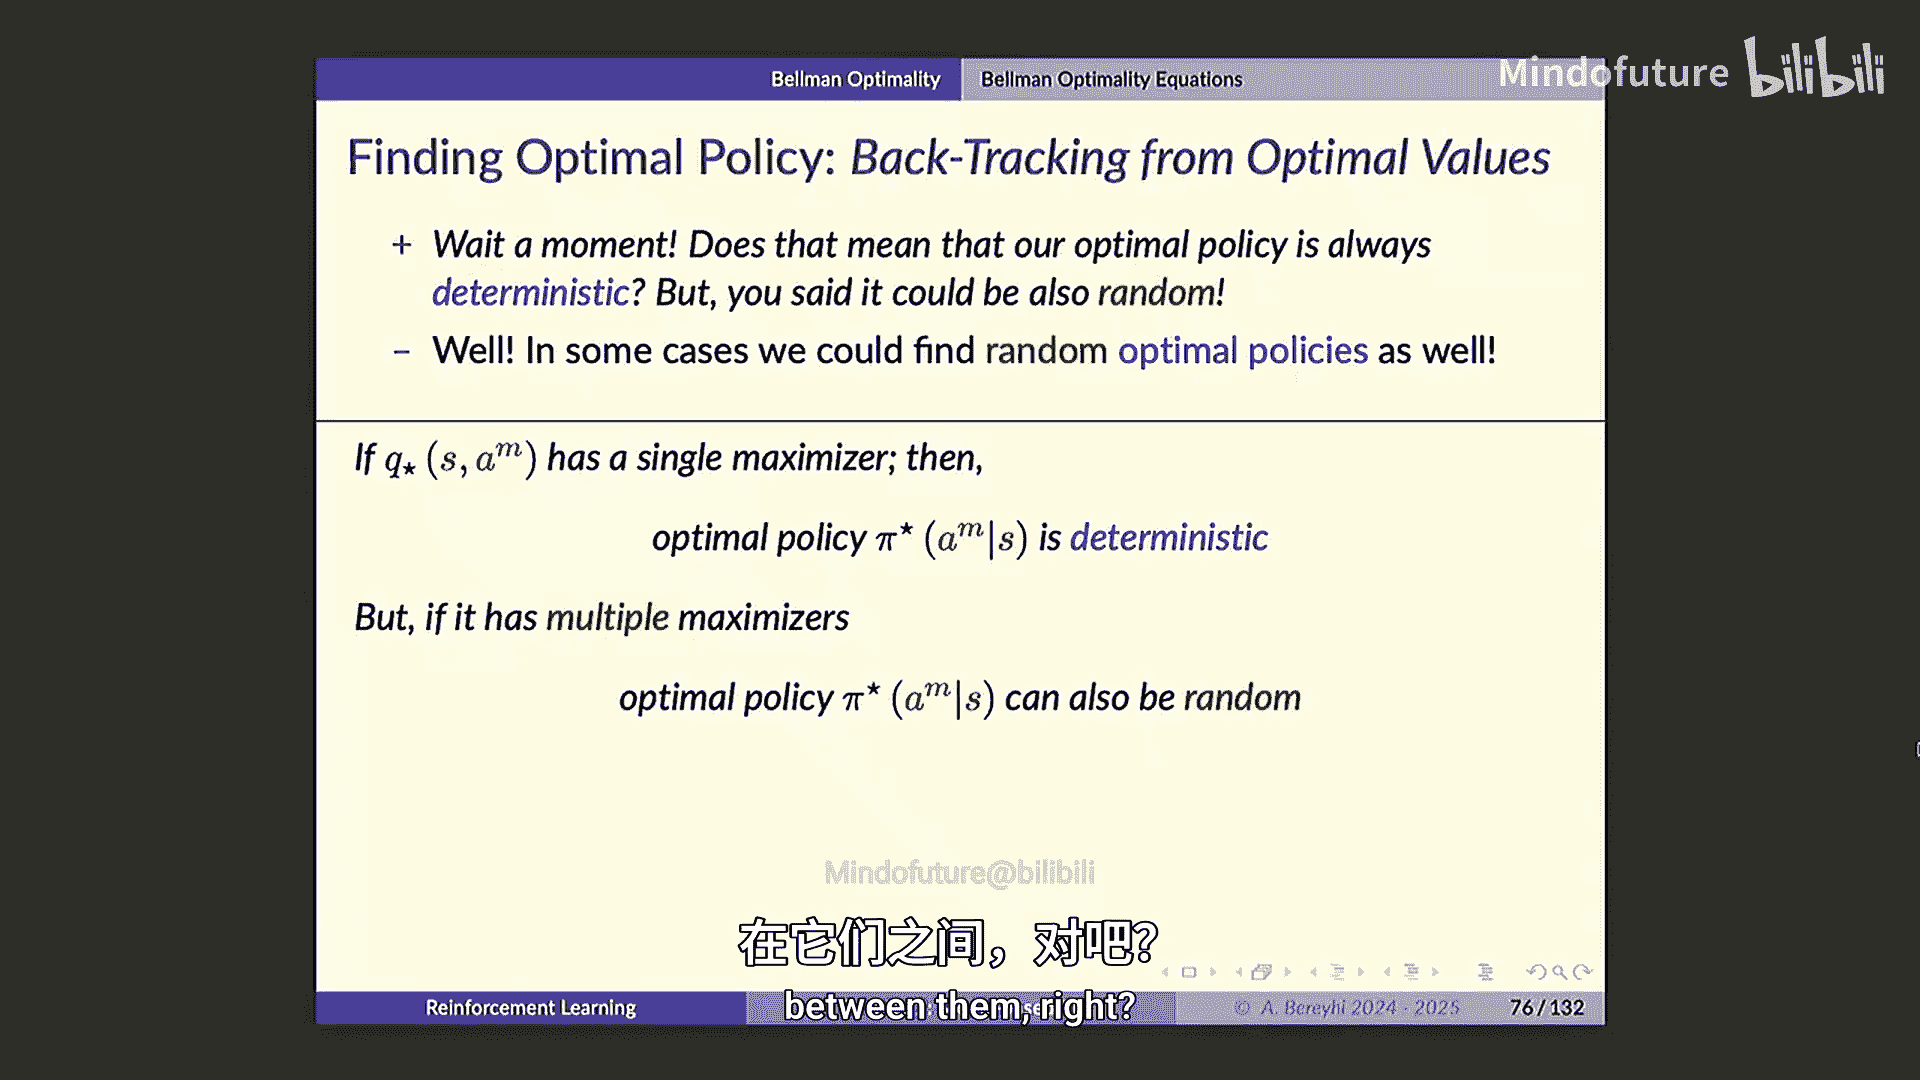 Mindofuture bilibili
Bellman Optimality Bellman Optimality Equations
Finding Optimal Policy: Back-Tracking from Optimal Values
+ Wait a moment! Does that mean that our optimal policy is always
deterministic? But, you said it could be also random!
– Well! In some cases we could find random optimal policies as well!
If q⋆ (s, aᵐ) has a single maximizer; then,
optimal policy π⋆ (aᵐ|s) is deterministic
But, if it has multiple maximizers
optimal policy π⋆ (aᵐ|s) can also be random
Mindofuture@bilibili
在它们之间，对吧？
between them, right?
Reinforcement Learning © A. Bereyhi 2024 - 2025 76 / 132